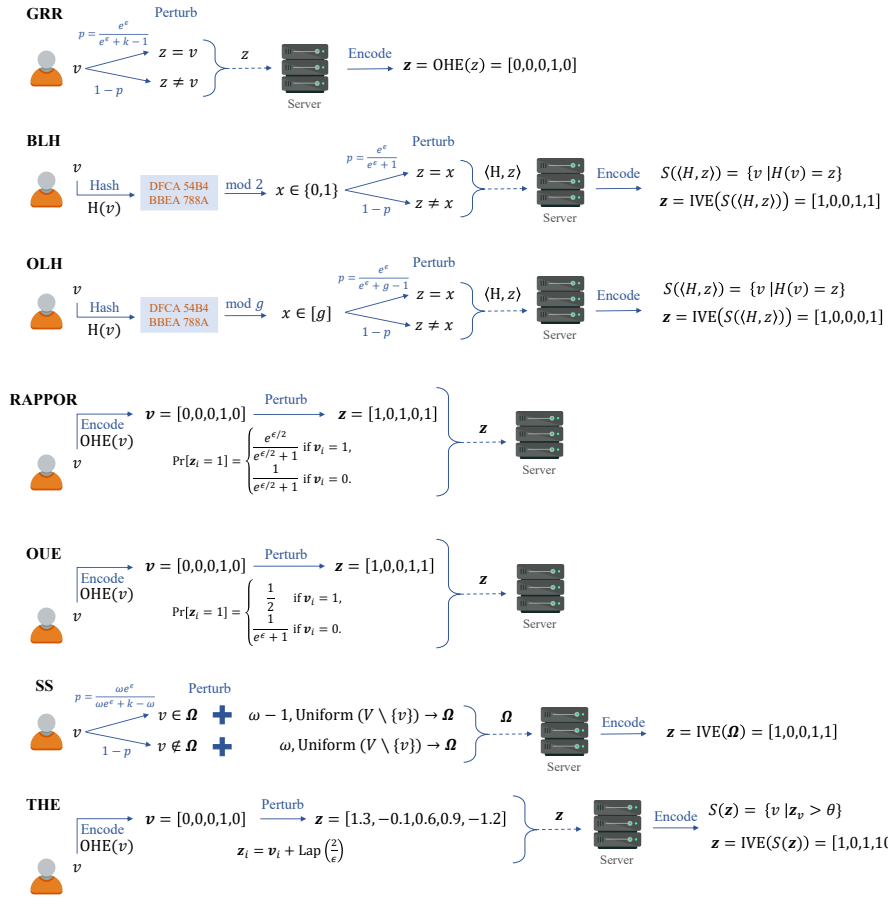 GRR
Perturb
p = e^ϵ / (e^ϵ + k − 1)
v
z = v
z ≠ v
1 − p
z
Server
Encode
𝒛 = OHE(z) = [0,0,0,1,0]
BLH
v
Hash
H(v)
DFCA 54B4
BBEA 788A
mod 2
x ∈ {0,1}
Perturb
p = e^ϵ / (e^ϵ + 1)
z = x
z ≠ x
1 − p
⟨H, z⟩
Server
Encode
S(⟨H, z⟩) = {v |H(v) = z}
𝒛 = IVE(S(⟨H, z⟩)) = [1,0,0,1,1]
OLH
v
Hash
H(v)
DFCA 54B4
BBEA 788A
mod g
x ∈ [g]
Perturb
p = e^ϵ / (e^ϵ + g − 1)
z = x
z ≠ x
1 − p
⟨H, z⟩
Server
Encode
S(⟨H, z⟩) = {v |H(v) = z}
𝒛 = IVE(S(⟨H, z⟩)) = [1,0,0,0,1]
RAPPOR
Encode
OHE(v)
v
𝒗 = [0,0,0,1,0]
Perturb
𝒛 = [1,0,1,0,1]
Pr[𝒛_i = 1] = { e^{ϵ/2} / (e^{ϵ/2} + 1) if 𝒗_i = 1,
1 / (e^{ϵ/2} + 1) if 𝒗_i = 0.
𝒛
Server
OUE
Encode
OHE(v)
v
𝒗 = [0,0,0,1,0]
Perturb
𝒛 = [1,0,0,1,1]
Pr[𝒛_i = 1] = { 1/2 if 𝒗_i = 1,
1 / (e^ϵ + 1) if 𝒗_i = 0.
𝒛
Server
SS
Perturb
p = ωe^ϵ / (ωe^ϵ + k − ω)
v
v ∈ 𝜴 + ω − 1, Uniform (V \ {v}) → 𝜴
v ∉ 𝜴 + ω, Uniform (V \ {v}) → 𝜴
1 − p
𝜴
Server
Encode
𝒛 = IVE(𝜴) = [1,0,0,1,1]
THE
Encode
OHE(v)
v
𝒗 = [0,0,0,1,0]
Perturb
𝒛 = [1.3, −0.1,0.6,0.9, −1.2]
𝒛_i = 𝒗_i + Lap (2/ϵ)
𝒛
Server
Encode
S(𝒛) = {v |𝒛_v > θ}
𝒛 = IVE(S(𝒛)) = [1,0,1,10